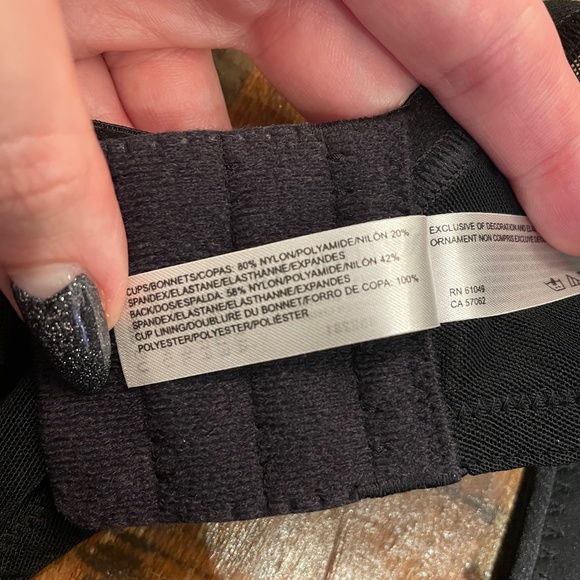 CUPS/BONNETS/COPAS: 80% NYLON/POLYAMIDE/NILÓN 20%
SPANDEX/ELASTANE/ELASTHANNE/EXPANDES
BACK/DOS/ESPALDA: 58% NYLON/POLYAMIDE/NILÓN 42%
SPANDEX/ELASTANE/ELASTHANNE/EXPANDES
CUP LINING/DOUBLURE DU BONNET/FORRO DE COPA: 100%
POLYESTER/POLYESTER/POLIÉSTER
EXCLUSIVE OF DECORATION AND
ORNAMENT NON COMPRIS/EXCLUCE
RN 61049
CA 57062